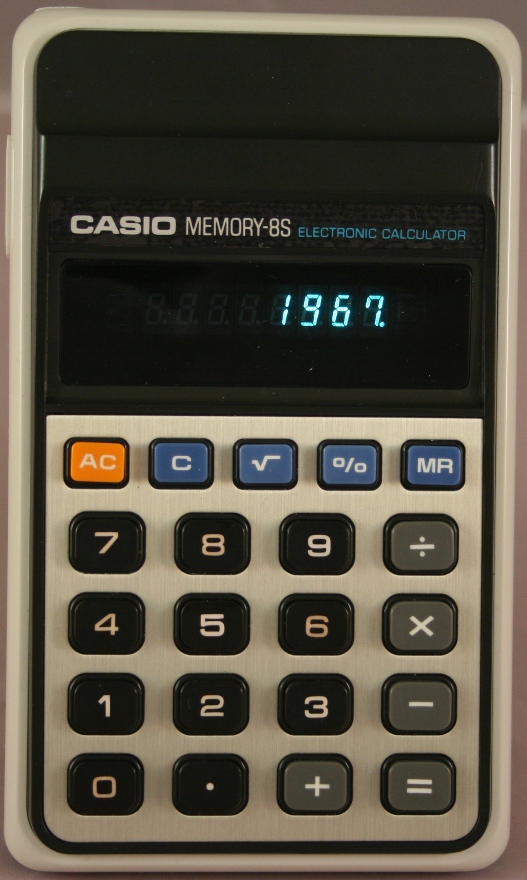 CASIO MEMORY-8S ELECTRONIC CALCULATOR
1967.
AC C √ % MR
7 8 9 ÷
4 5 6 ×
1 2 3 −
0 . + =